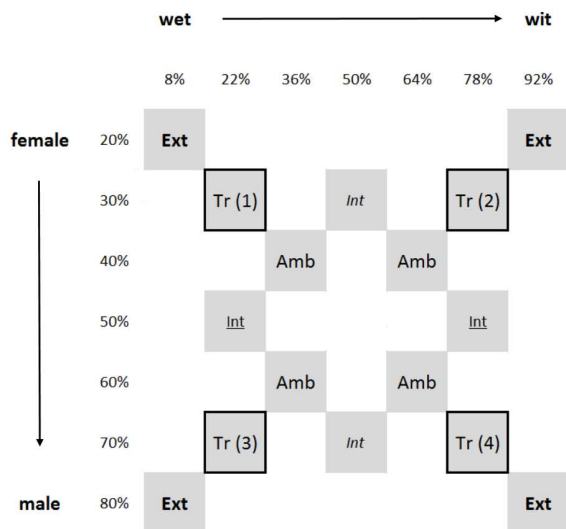 wet wit
8% 22% 36% 50% 64% 78% 92%
female 20% Ext Ext
30% Tr (1) Int Tr (2)
40% Amb Amb
50% Int Int
60% Amb Amb
70% Tr (3) Int Tr (4)
male 80% Ext Ext